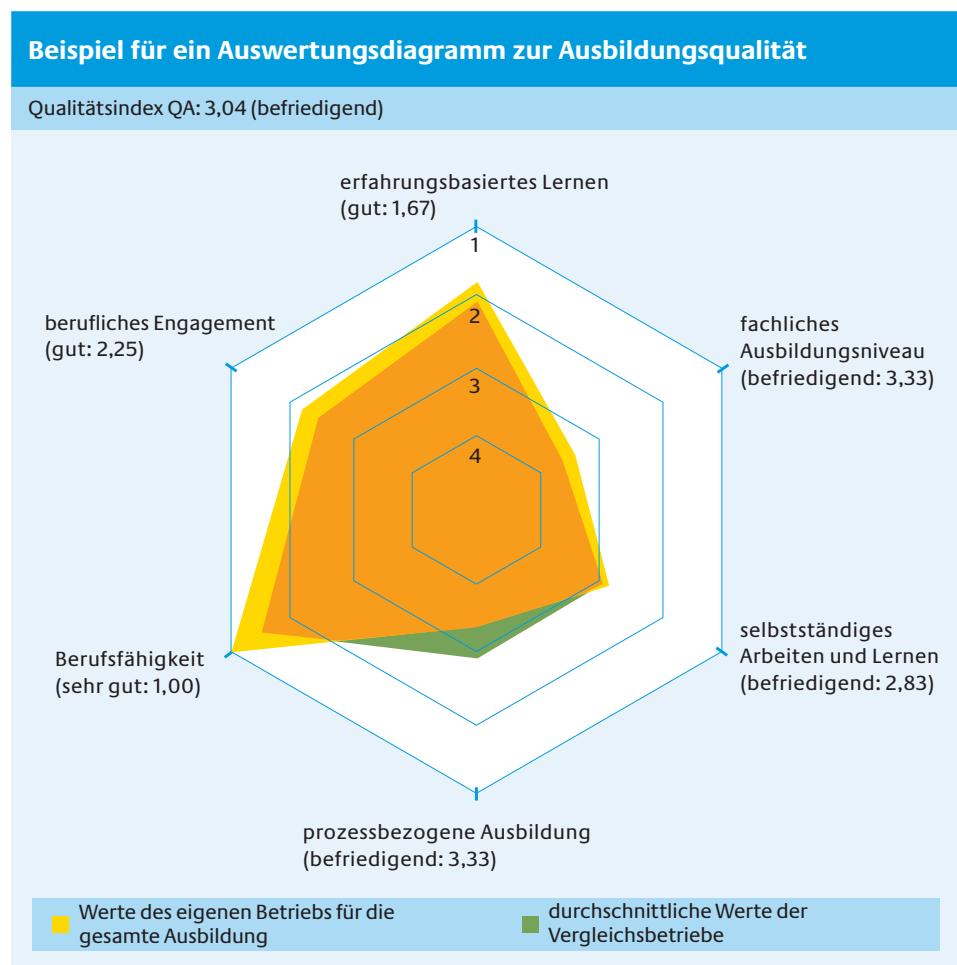 Beispiel für ein Auswertungsdiagramm zur Ausbildungsqualität
Qualitätsindex QA: 3,04 (befriedigend)
erfahrungsbasiertes Lernen
(gut: 1,67)
1
2
3
4
berufliches Engagement
(gut: 2,25)
fachliches
Ausbildungsniveau
(befriedigend: 3,33)
Berufsfähigkeit
(sehr gut: 1,00)
selbstständiges
Arbeiten und Lernen
(befriedigend: 2,83)
prozessbezogene Ausbildung
(befriedigend: 3,33)
Werte des eigenen Betriebs für die
gesamte Ausbildung
durchschnittliche Werte der
Vergleichsbetriebe